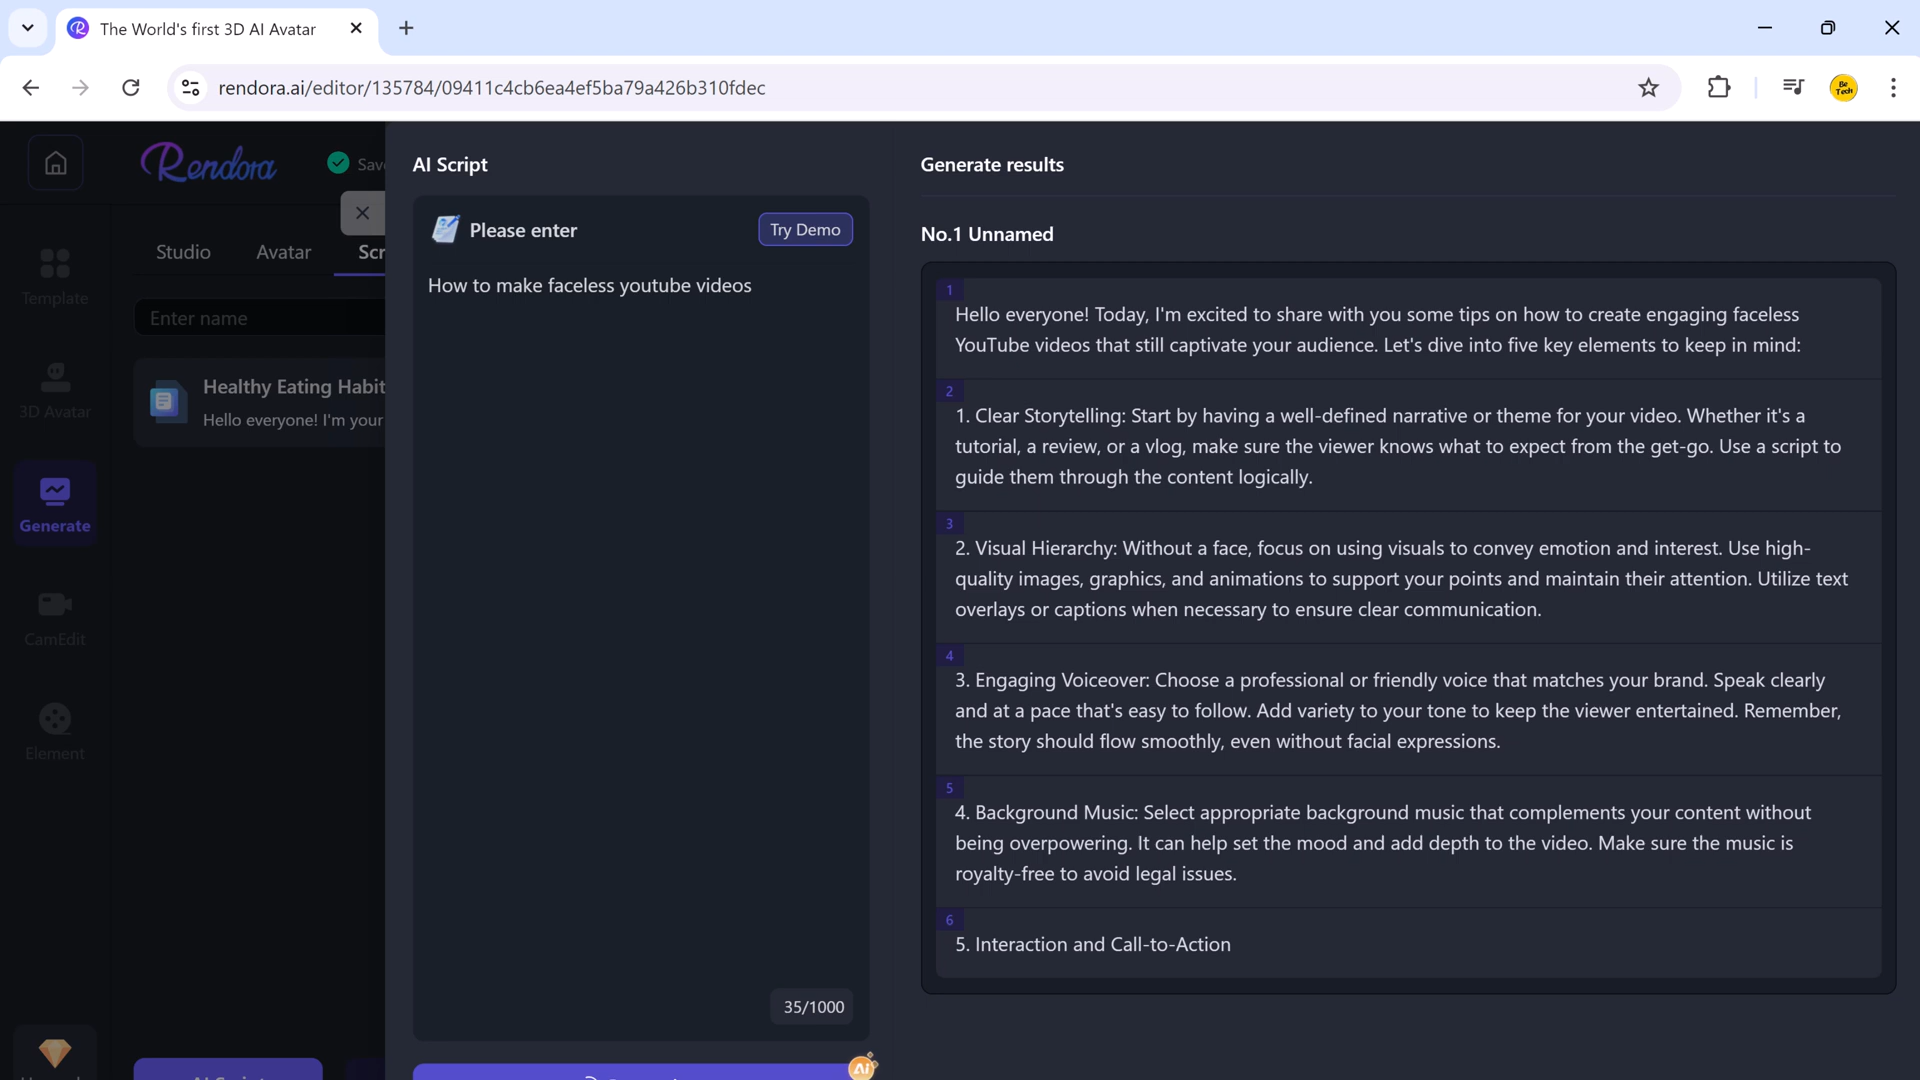 The World's first 3D AI Avatar
rendora.ai/editor/135784/09411c4cb6ea4ef5ba79a426b310fdec
Be
Tech
Rendora
Save
AI Script
Generate results
Please enter
Try Demo
No.1 Unnamed
Studio
Avatar
Scr
How to make faceless youtube videos
Template
Enter name
3D Avatar
Healthy Eating Habit
Hello everyone! I'm your
Generate
CamEdit
Element
1
Hello everyone! Today, I'm excited to share with you some tips on how to create engaging faceless
YouTube videos that still captivate your audience. Let's dive into five key elements to keep in mind:
2
1. Clear Storytelling: Start by having a well-defined narrative or theme for your video. Whether it's a
tutorial, a review, or a vlog, make sure the viewer knows what to expect from the get-go. Use a script to
guide them through the content logically.
3
2. Visual Hierarchy: Without a face, focus on using visuals to convey emotion and interest. Use high-
quality images, graphics, and animations to support your points and maintain their attention. Utilize text
overlays or captions when necessary to ensure clear communication.
4
3. Engaging Voiceover: Choose a professional or friendly voice that matches your brand. Speak clearly
and at a pace that's easy to follow. Add variety to your tone to keep the viewer entertained. Remember,
the story should flow smoothly, even without facial expressions.
5
4. Background Music: Select appropriate background music that complements your content without
being overpowering. It can help set the mood and add depth to the video. Make sure the music is
royalty-free to avoid legal issues.
6
5. Interaction and Call-to-Action
35/1000
AI